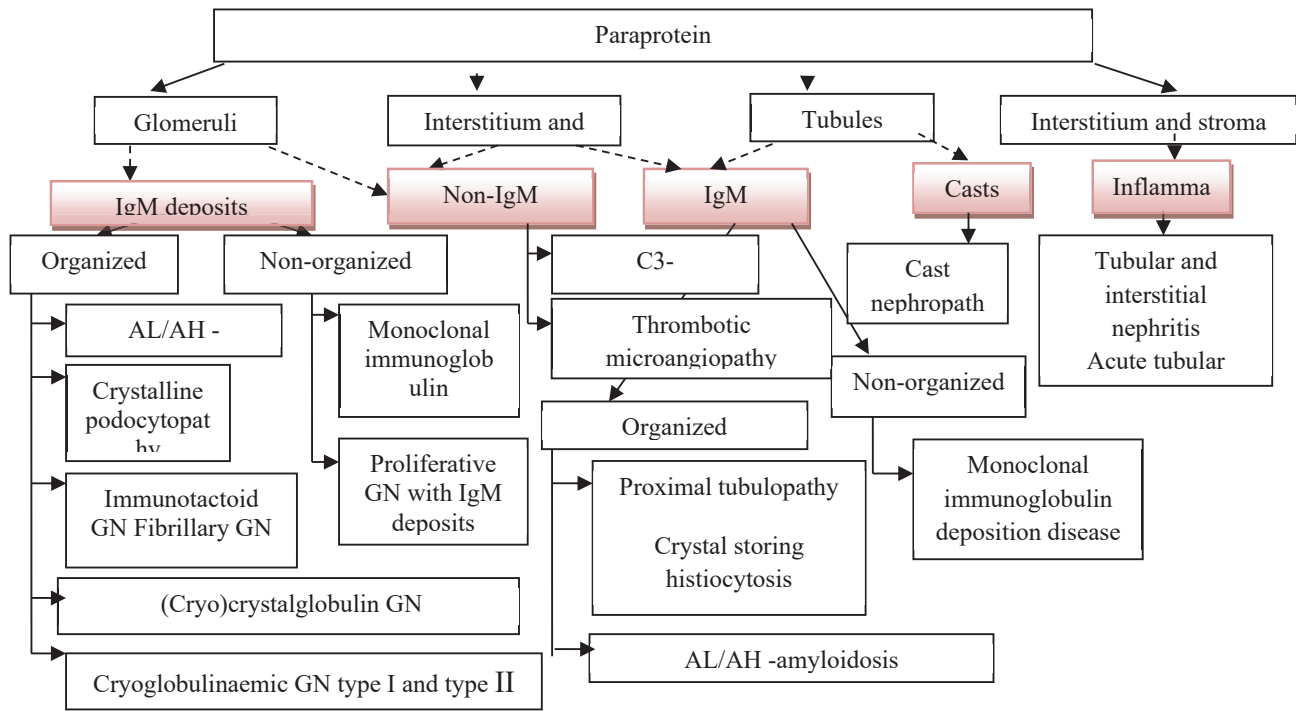 Paraprotein
Glomeruli
Interstitium and
Tubules
Interstitium and stroma
IgM deposits
Non-IgM
IgM
Casts
Inflamma
Organized
Non-organized
C3-
Cast
nephropath
Tubular and
interstitial
nephritis
Acute tubular
AL/AH -
Monoclonal
immunoglob
ulin
Thrombotic
microangiopathy
Non-organized
Crystalline
podocytopat
hy
Organized
Immunotactoid
GN Fibrillary GN
Proliferative
GN with IgM
deposits
Proximal tubulopathy
Crystal storing
histiocytosis
Monoclonal
immunoglobulin
deposition disease
(Cryo)crystalglobulin GN
AL/AH -amyloidosis
Cryoglobulinaemic GN type I and type II